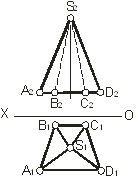 S₂
A₂ B₂ C₂ D₂
X O
B₁ C₁
S₁
A₁ D₁